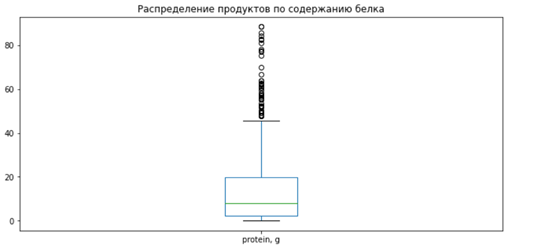 Распределение продуктов по содержанию белка
80
60
40
20
0
protein, g